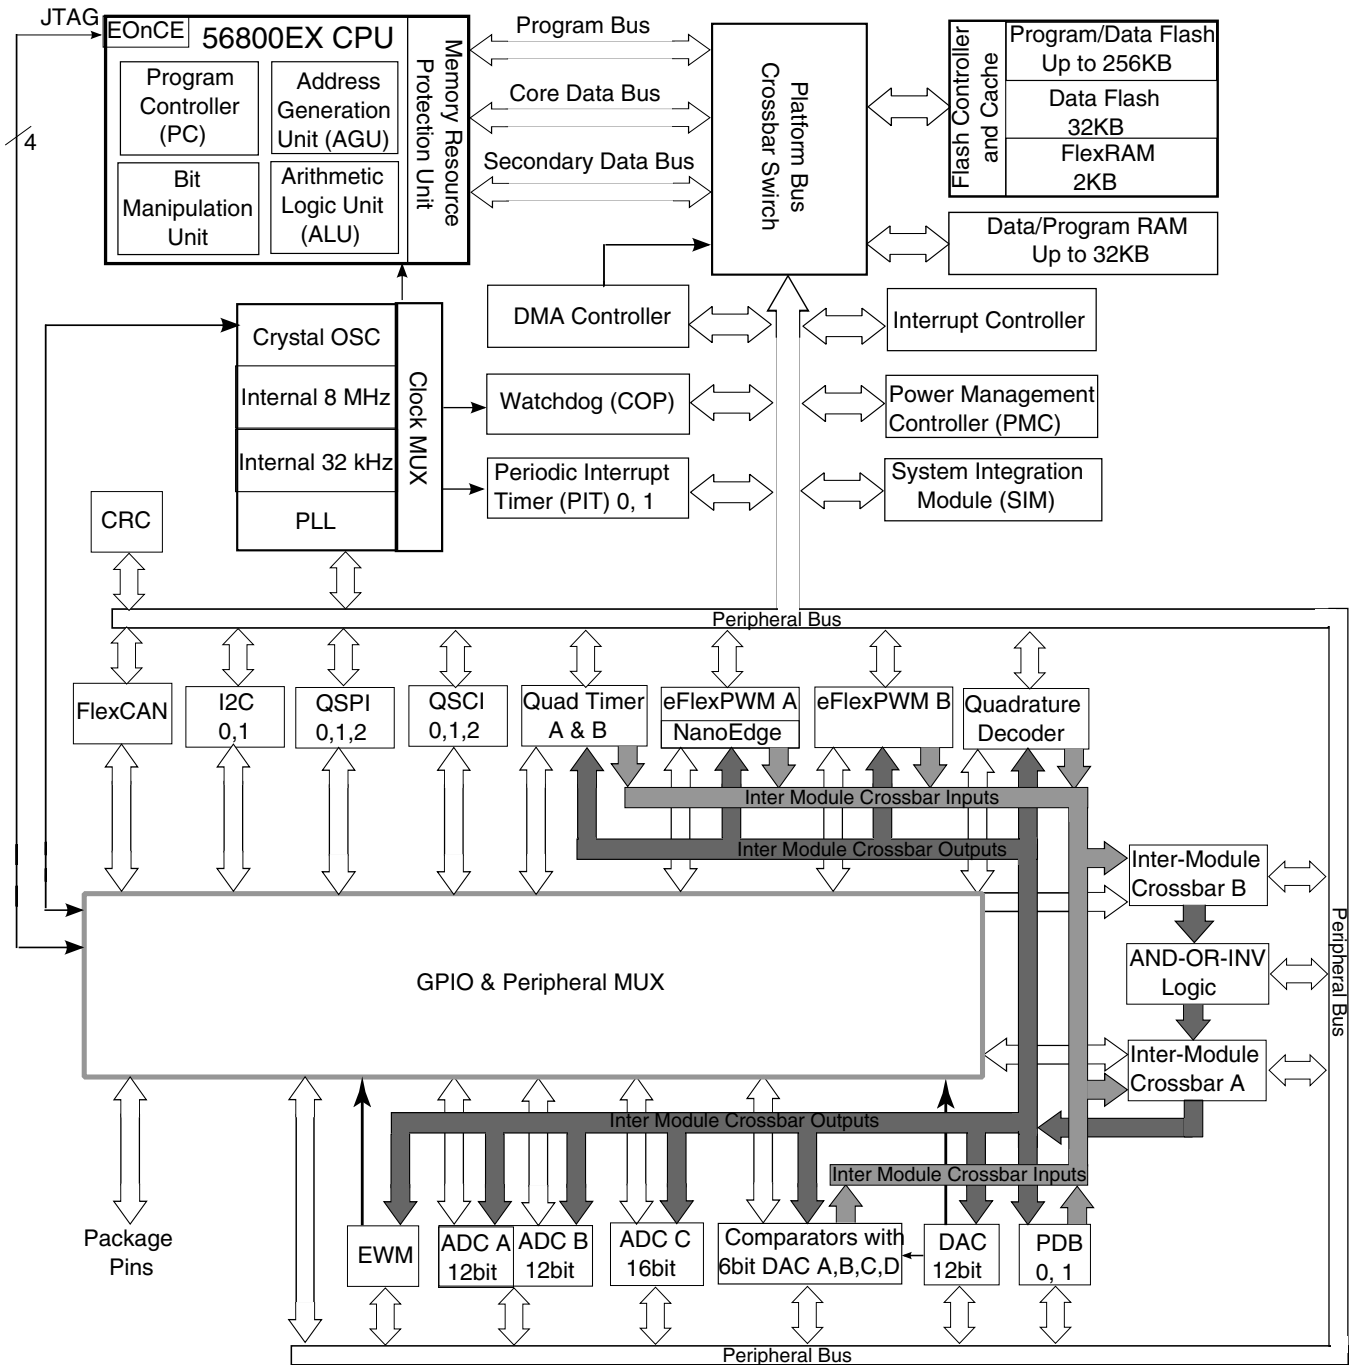 JTAG
EOnCE
56800EX CPU
Program
Controller
(PC)
Address
Generation
Unit (AGU)
Bit
Manipulation
Unit
Arithmetic
Logic Unit
(ALU)
Memory Resource
Protection Unit
4
Program Bus
Core Data Bus
Secondary Data Bus
Platform Bus
Crossbar Swirch
Flash Controller
and Cache
Program/Data Flash
Up to 256KB
Data Flash
32KB
FlexRAM
2KB
Data/Program RAM
Up to 32KB
Crystal OSC
Internal 8 MHz
Internal 32 kHz
PLL
Clock MUX
DMA Controller
Watchdog (COP)
Periodic Interrupt
Timer (PIT) 0, 1
Interrupt Controller
Power Management
Controller (PMC)
System Integration
Module (SIM)
CRC
Peripheral Bus
FlexCAN
I2C
0,1
QSPI
0,1,2
QSCI
0,1,2
Quad Timer
A & B
eFlexPWM A
NanoEdge
eFlexPWM B
Quadrature
Decoder
Inter Module Crossbar Inputs
Inter Module Crossbar Outputs
Inter-Module
Crossbar B
AND-OR-INV
Logic
Inter-Module
Crossbar A
Peripheral Bus
GPIO & Peripheral MUX
Inter Module Crossbar Outputs
Inter Module Crossbar Inputs
Package
Pins
EWM
ADC A
12bit
ADC B
12bit
ADC C
16bit
Comparators with
6bit DAC A,B,C,D
DAC
12bit
PDB
0, 1
Peripheral Bus